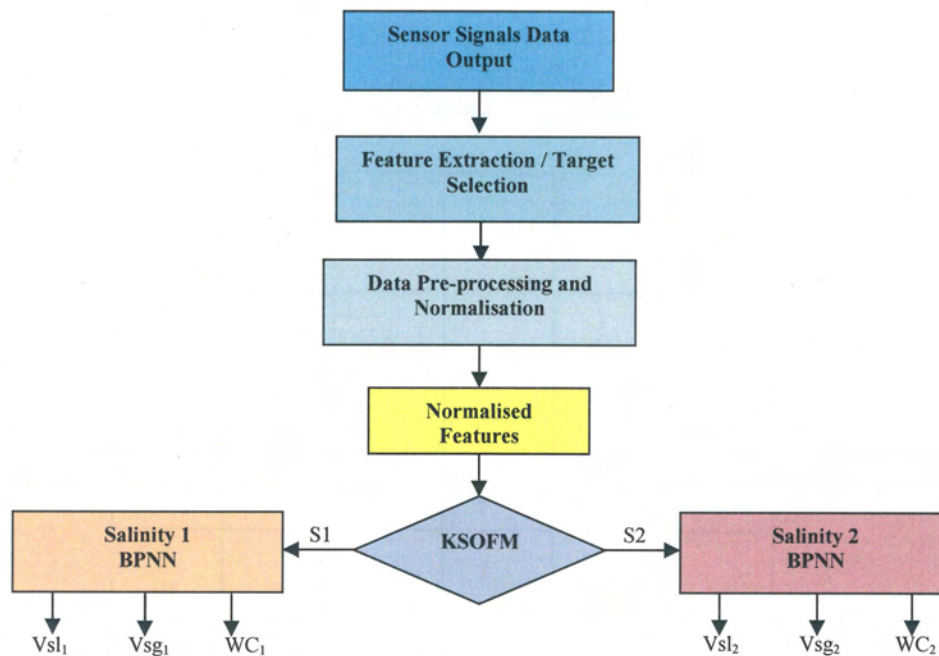 Sensor Signals Data
Output
Feature Extraction / Target
Selection
Data Pre-processing and
Normalisation
Normalised
Features
Salinity 1
BPNN
S1
KSOFM
S2
Salinity 2
BPNN
Vsl₁
Vsg₁
WC₁
Vsl₂
Vsg₂
WC₂